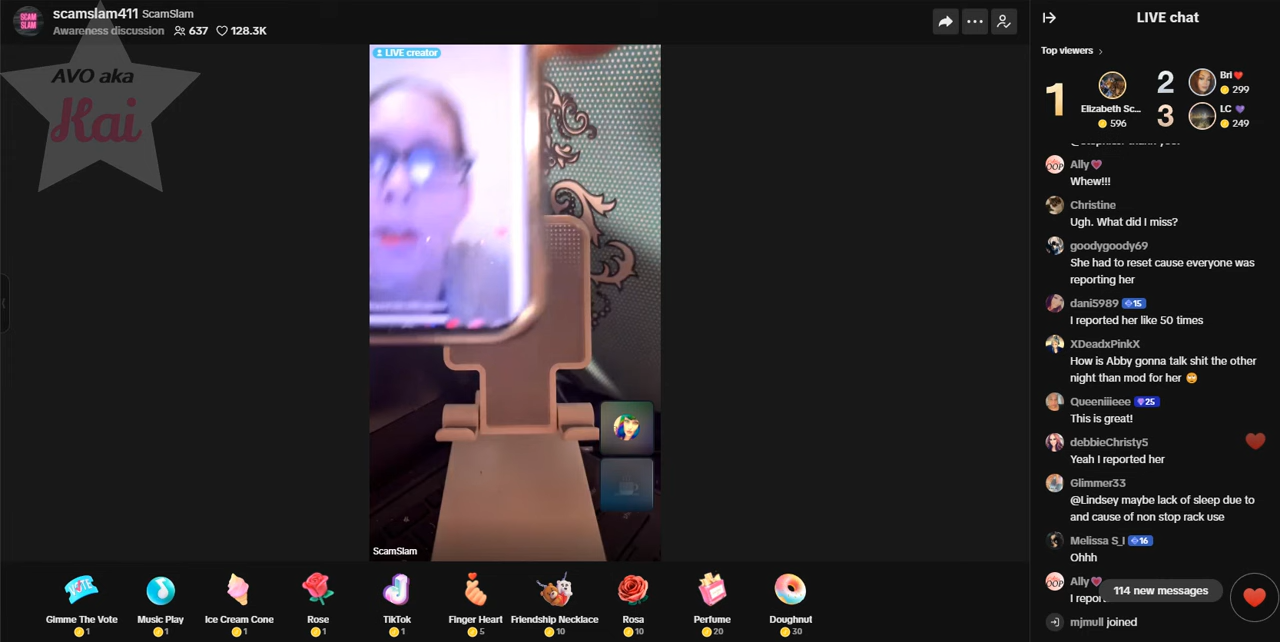 SCAM
SLAM
scamslam411 ScamSlam
Awareness discussion 637 128.3K
AVO aka
Kai
LIVE creator
ScamSlam
Gimme The Vote
1
Music Play
1
Ice Cream Cone
1
Rose
1
TikTok
1
Finger Heart
5
Friendship Necklace
10
Rosa
10
Perfume
20
Doughnut
30
LIVE chat
Top viewers
1
Elizabeth Sc...
596
2
Bri
299
3
LC
249
Ally
Whew!!!
Christine
Ugh. What did I miss?
goodygoody69
She had to reset cause everyone was
reporting her
dani5989 15
I reported her like 50 times
XDeadxPinkX
How is Abby gonna talk shit the other
night than mod for her
Queeniiieee 25
This is great!
debbieChristy5
Yeah I reported her
Glimmer33
@Lindsey maybe lack of sleep due to
and cause of non stop rack use
Melissa S_I 16
Ohhh
Ally
I repor
114 new messages
mjmull joined